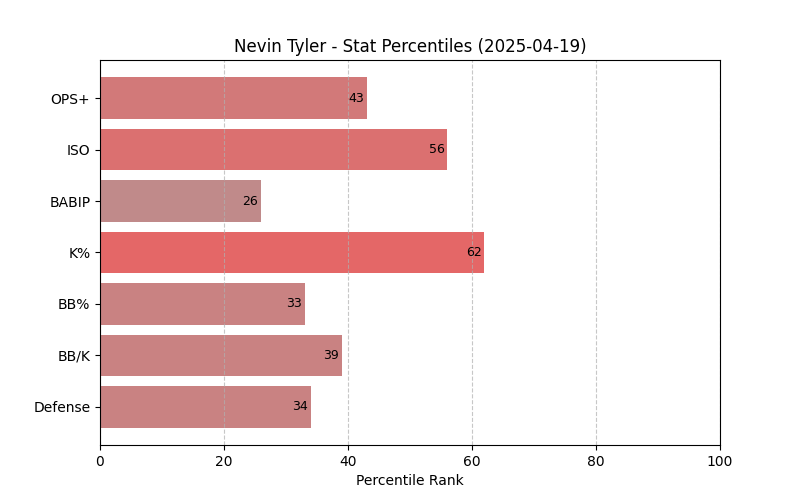 Nevin Tyler - Stat Percentiles (2025-04-19)
OPS+ 43
ISO 56
BABIP 26
K% 62
BB% 33
BB/K 39
Defense 34
0 20 40 60 80 100
Percentile Rank